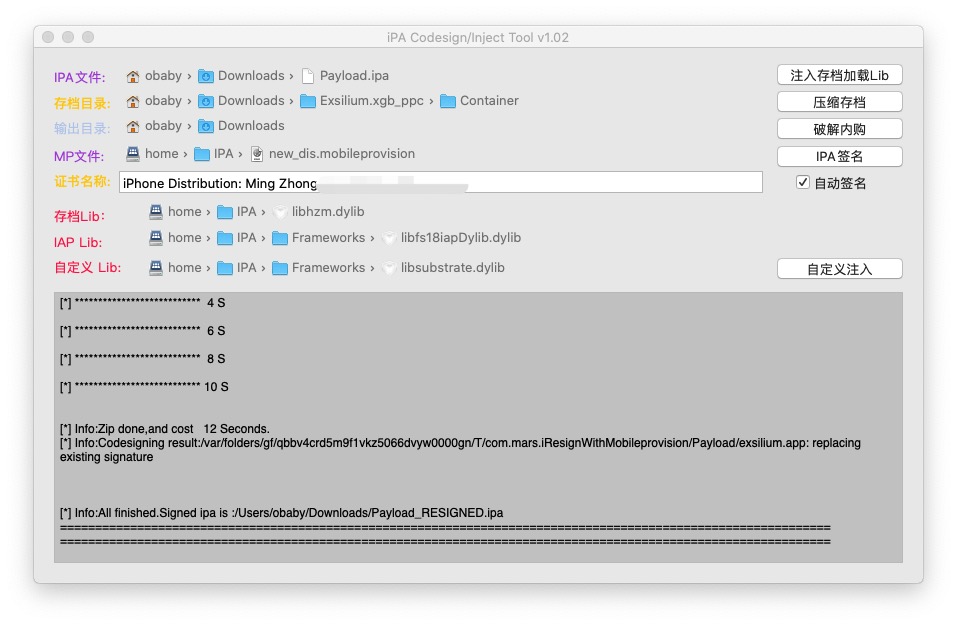 iPA Codesign/Inject Tool v1.02
IPA文件: obaby › Downloads › Payload.ipa 注入存档加载Lib
存档目录: obaby › Downloads › Exsilium.xgb_ppc › Container 压缩存档
输出目录: obaby › Downloads 破解内购
MP文件: home › IPA › new_dis.mobileprovision IPA签名
证书名称: iPhone Distribution: Ming Zhong 自动签名
存档Lib: home › IPA › libhzm.dylib
IAP Lib: home › IPA › Frameworks › libfs18iapDylib.dylib
自定义 Lib: home › IPA › Frameworks › libsubstrate.dylib 自定义注入
[*] *************************** 4 S
[*] *************************** 6 S
[*] *************************** 8 S
[*] *************************** 10 S
[*] Info:Zip done,and cost 12 Seconds.
[*] Info:Codesigning result:/var/folders/gf/qbbv4crd5m9f1vkz5066dvyw0000gn/T/com.mars.iResignWithMobileprovision/Payload/exsilium.app: replacing
existing signature
[*] Info:All finished.Signed ipa is :/Users/obaby/Downloads/Payload_RESIGNED.ipa
==============================================================================================================
==============================================================================================================